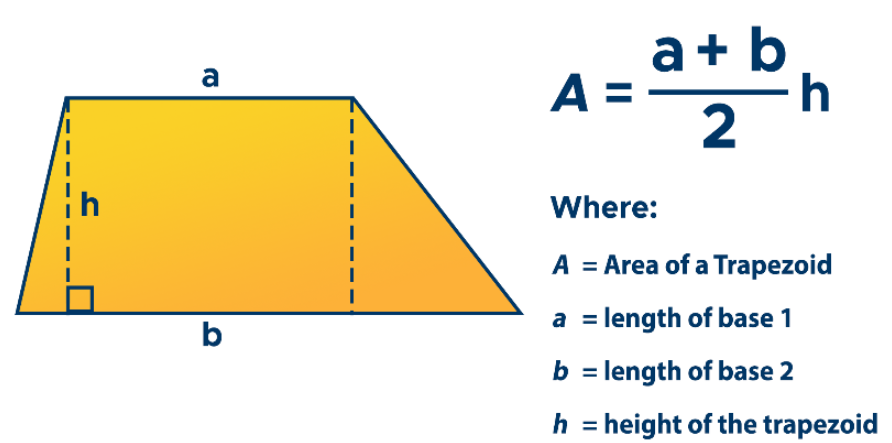 a
h
b
A = a + b / 2 h
Where:
A = Area of a Trapezoid
a = length of base 1
b = length of base 2
h = height of the trapezoid